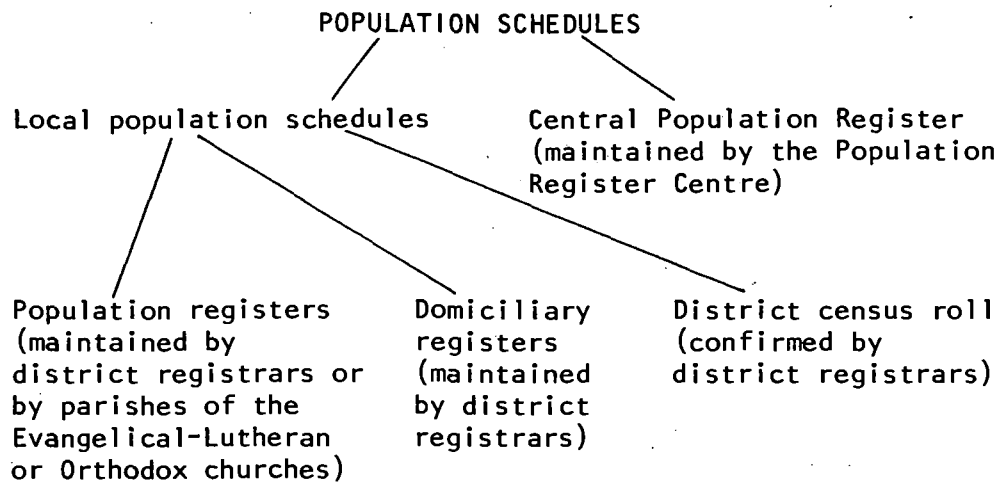 POPULATION SCHEDULES
Local population schedules
Central Population Register
(maintained by the Population
Register Centre)
Population registers
(maintained by
district registrars or
by parishes of the
Evangelical-Lutheran
or Orthodox churches)
Domiciliary
registers
(maintained
by district
registrars)
District census roll
(confirmed by
district registrars)